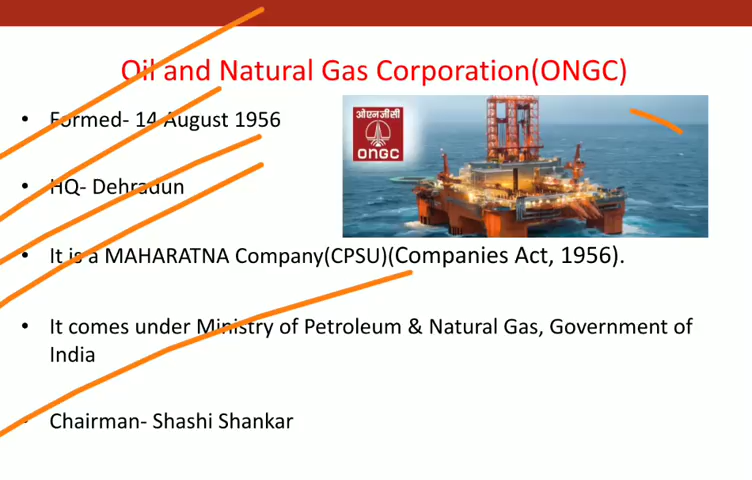 Oil and Natural Gas Corporation(ONGC)
• Formed- 14 August 1956
ओ एन जी सी
ONGC
• HQ- Dehradun
• It is a MAHARATNA Company(CPSU)(Companies Act, 1956).
• It comes under Ministry of Petroleum & Natural Gas, Government of
India
• Chairman- Shashi Shankar